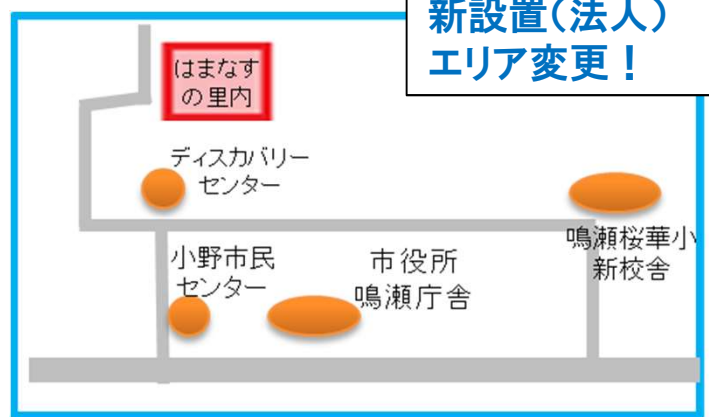 新設置（法人）
エリア変更！
はまなす
の里内
ディスカバリー
センター
鳴瀬桜華小
新校舎
小野市民
センター
市役所
鳴瀬庁舎